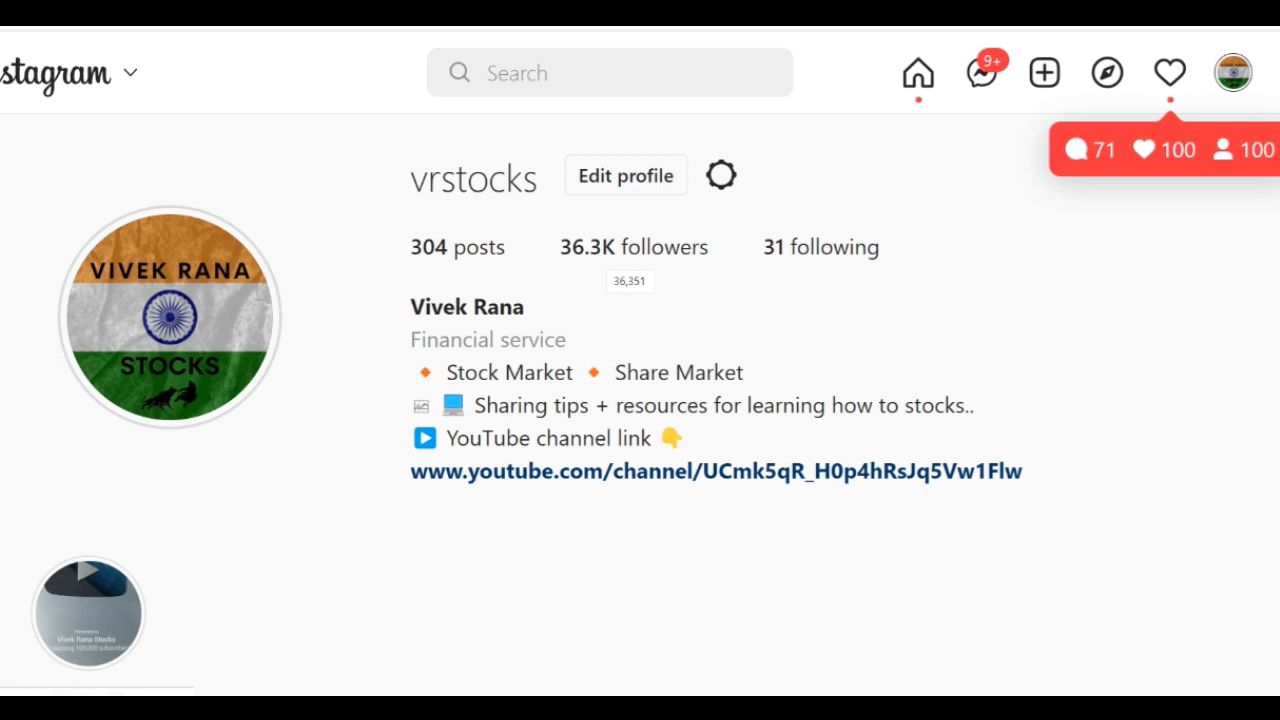 stagram
Search
9+
71 100 100
vrstocks Edit profile
304 posts 36.3K followers 31 following
36,351
Vivek Rana
Financial service
🔸 Stock Market 🔸 Share Market
💻 Sharing tips + resources for learning how to stocks..
▶️ YouTube channel link 👇
www.youtube.com/channel/UCmk5qR_H0p4hRsJq5Vw1Flw
VIVEK RANA
STOCKS
Vivek Rana Stocks